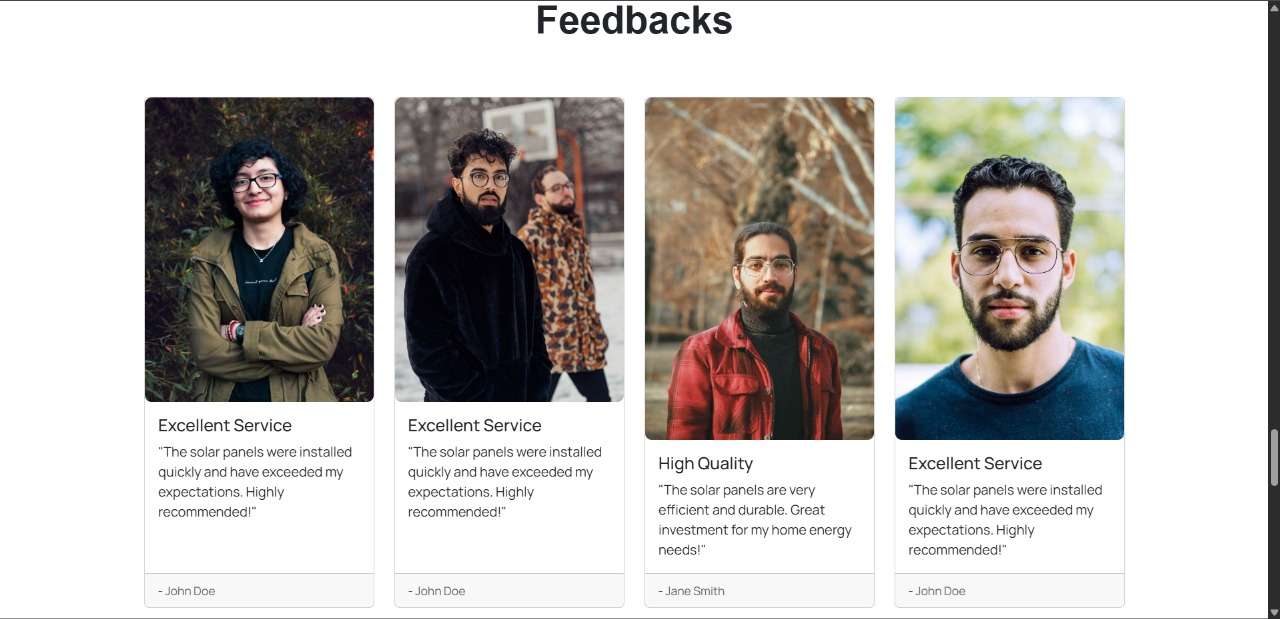 Feedbacks
Excellent Service
"The solar panels were installed
quickly and have exceeded my
expectations. Highly
recommended!"
- John Doe
Excellent Service
"The solar panels were installed
quickly and have exceeded my
expectations. Highly
recommended!"
- John Doe
High Quality
"The solar panels are very
efficient and durable. Great
investment for my home energy
needs!"
- Jane Smith
Excellent Service
"The solar panels were installed
quickly and have exceeded my
expectations. Highly
recommended!"
- John Doe